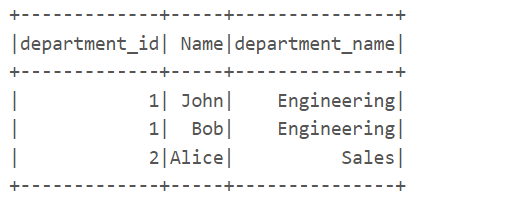 +-------------+-----+---------------+
|department_id| Name|department_name|
+-------------+-----+---------------+
|            1| John|    Engineering|
|            1|  Bob|    Engineering|
|            2|Alice|          Sales|
+-------------+-----+---------------+